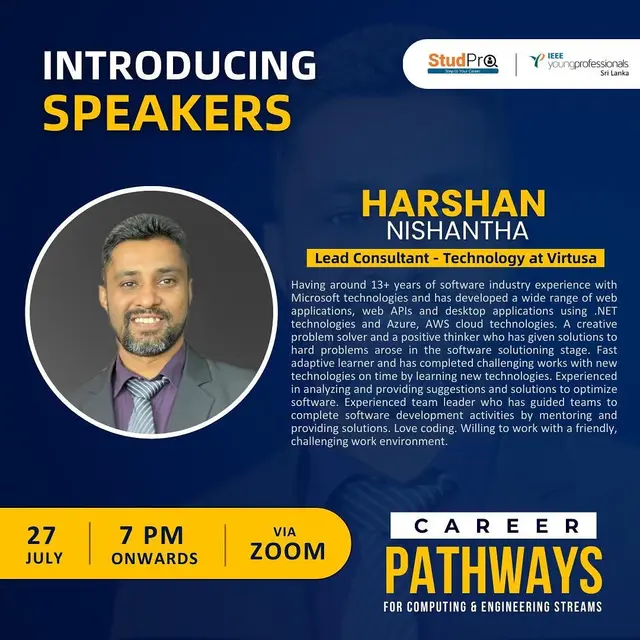 INTRODUCING
SPEAKERS
StudPro
Step to Your Career
IEEE
youngprofessionals
Sri Lanka
HARSHAN
NISHANTHA
Lead Consultant - Technology at Virtusa
Having around 13+ years of software industry experience with
Microsoft technologies and has developed a wide range of web
applications, web APIs and desktop applications using .NET
technologies and Azure, AWS cloud technologies. A creative
problem solver and a positive thinker who has given solutions to
hard problems arose in the software solutioning stage. Fast
adaptive learner and has completed challenging works with new
technologies on time by learning new technologies. Experienced
in analyzing and providing suggestions and solutions to optimize
software. Experienced team leader who has guided teams to
complete software development activities by mentoring and
providing solutions. Love coding. Willing to work with a friendly,
challenging work environment.
27
JULY
7 PM
ONWARDS
VIA
ZOOM
CAREER
PATHWAYS
FOR COMPUTING & ENGINEERING STREAMS